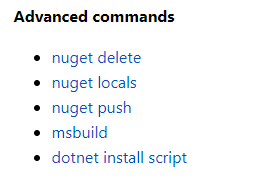 Advanced commands
nuget delete
nuget locals
nuget push
msbuild
dotnet install script